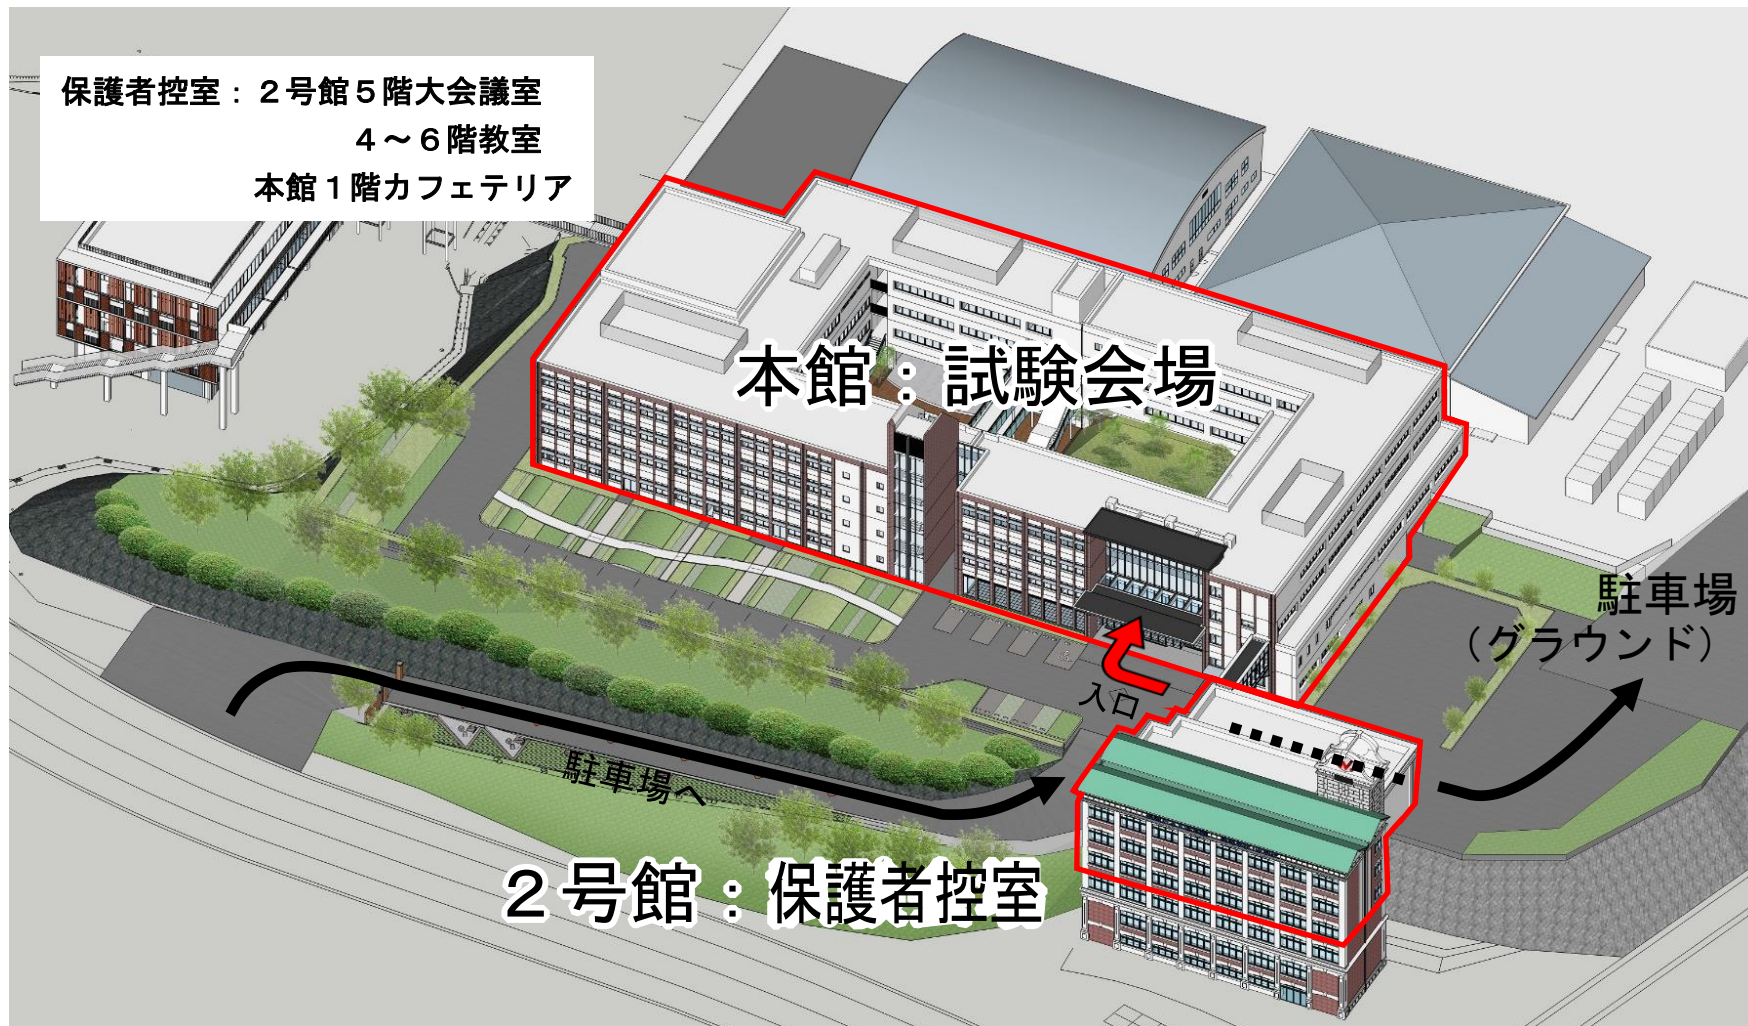 保護者控室：２号館５階大会議室
４～６階教室
本館１階カフェテリア
本館：試験会場
駐車場
（グラウンド）
入口
駐車場へ
２号館：保護者控室